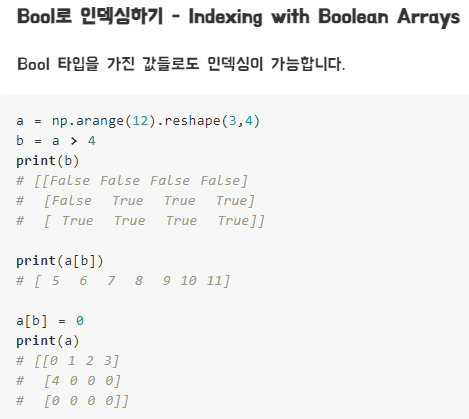 Bool로 인덱싱하기 - Indexing with Boolean Arrays
Bool 타입을 가진 값들로도 인덱싱이 가능합니다.
a = np.arange(12).reshape(3,4)
b = a > 4
print(b)
# [[False False False False]
#  [False  True  True  True]
#  [ True  True  True  True]]
print(a[b])
# [ 5  6  7  8  9 10 11]
a[b] = 0
print(a)
# [[0 1 2 3]
#  [4 0 0 0]
#  [0 0 0 0]]